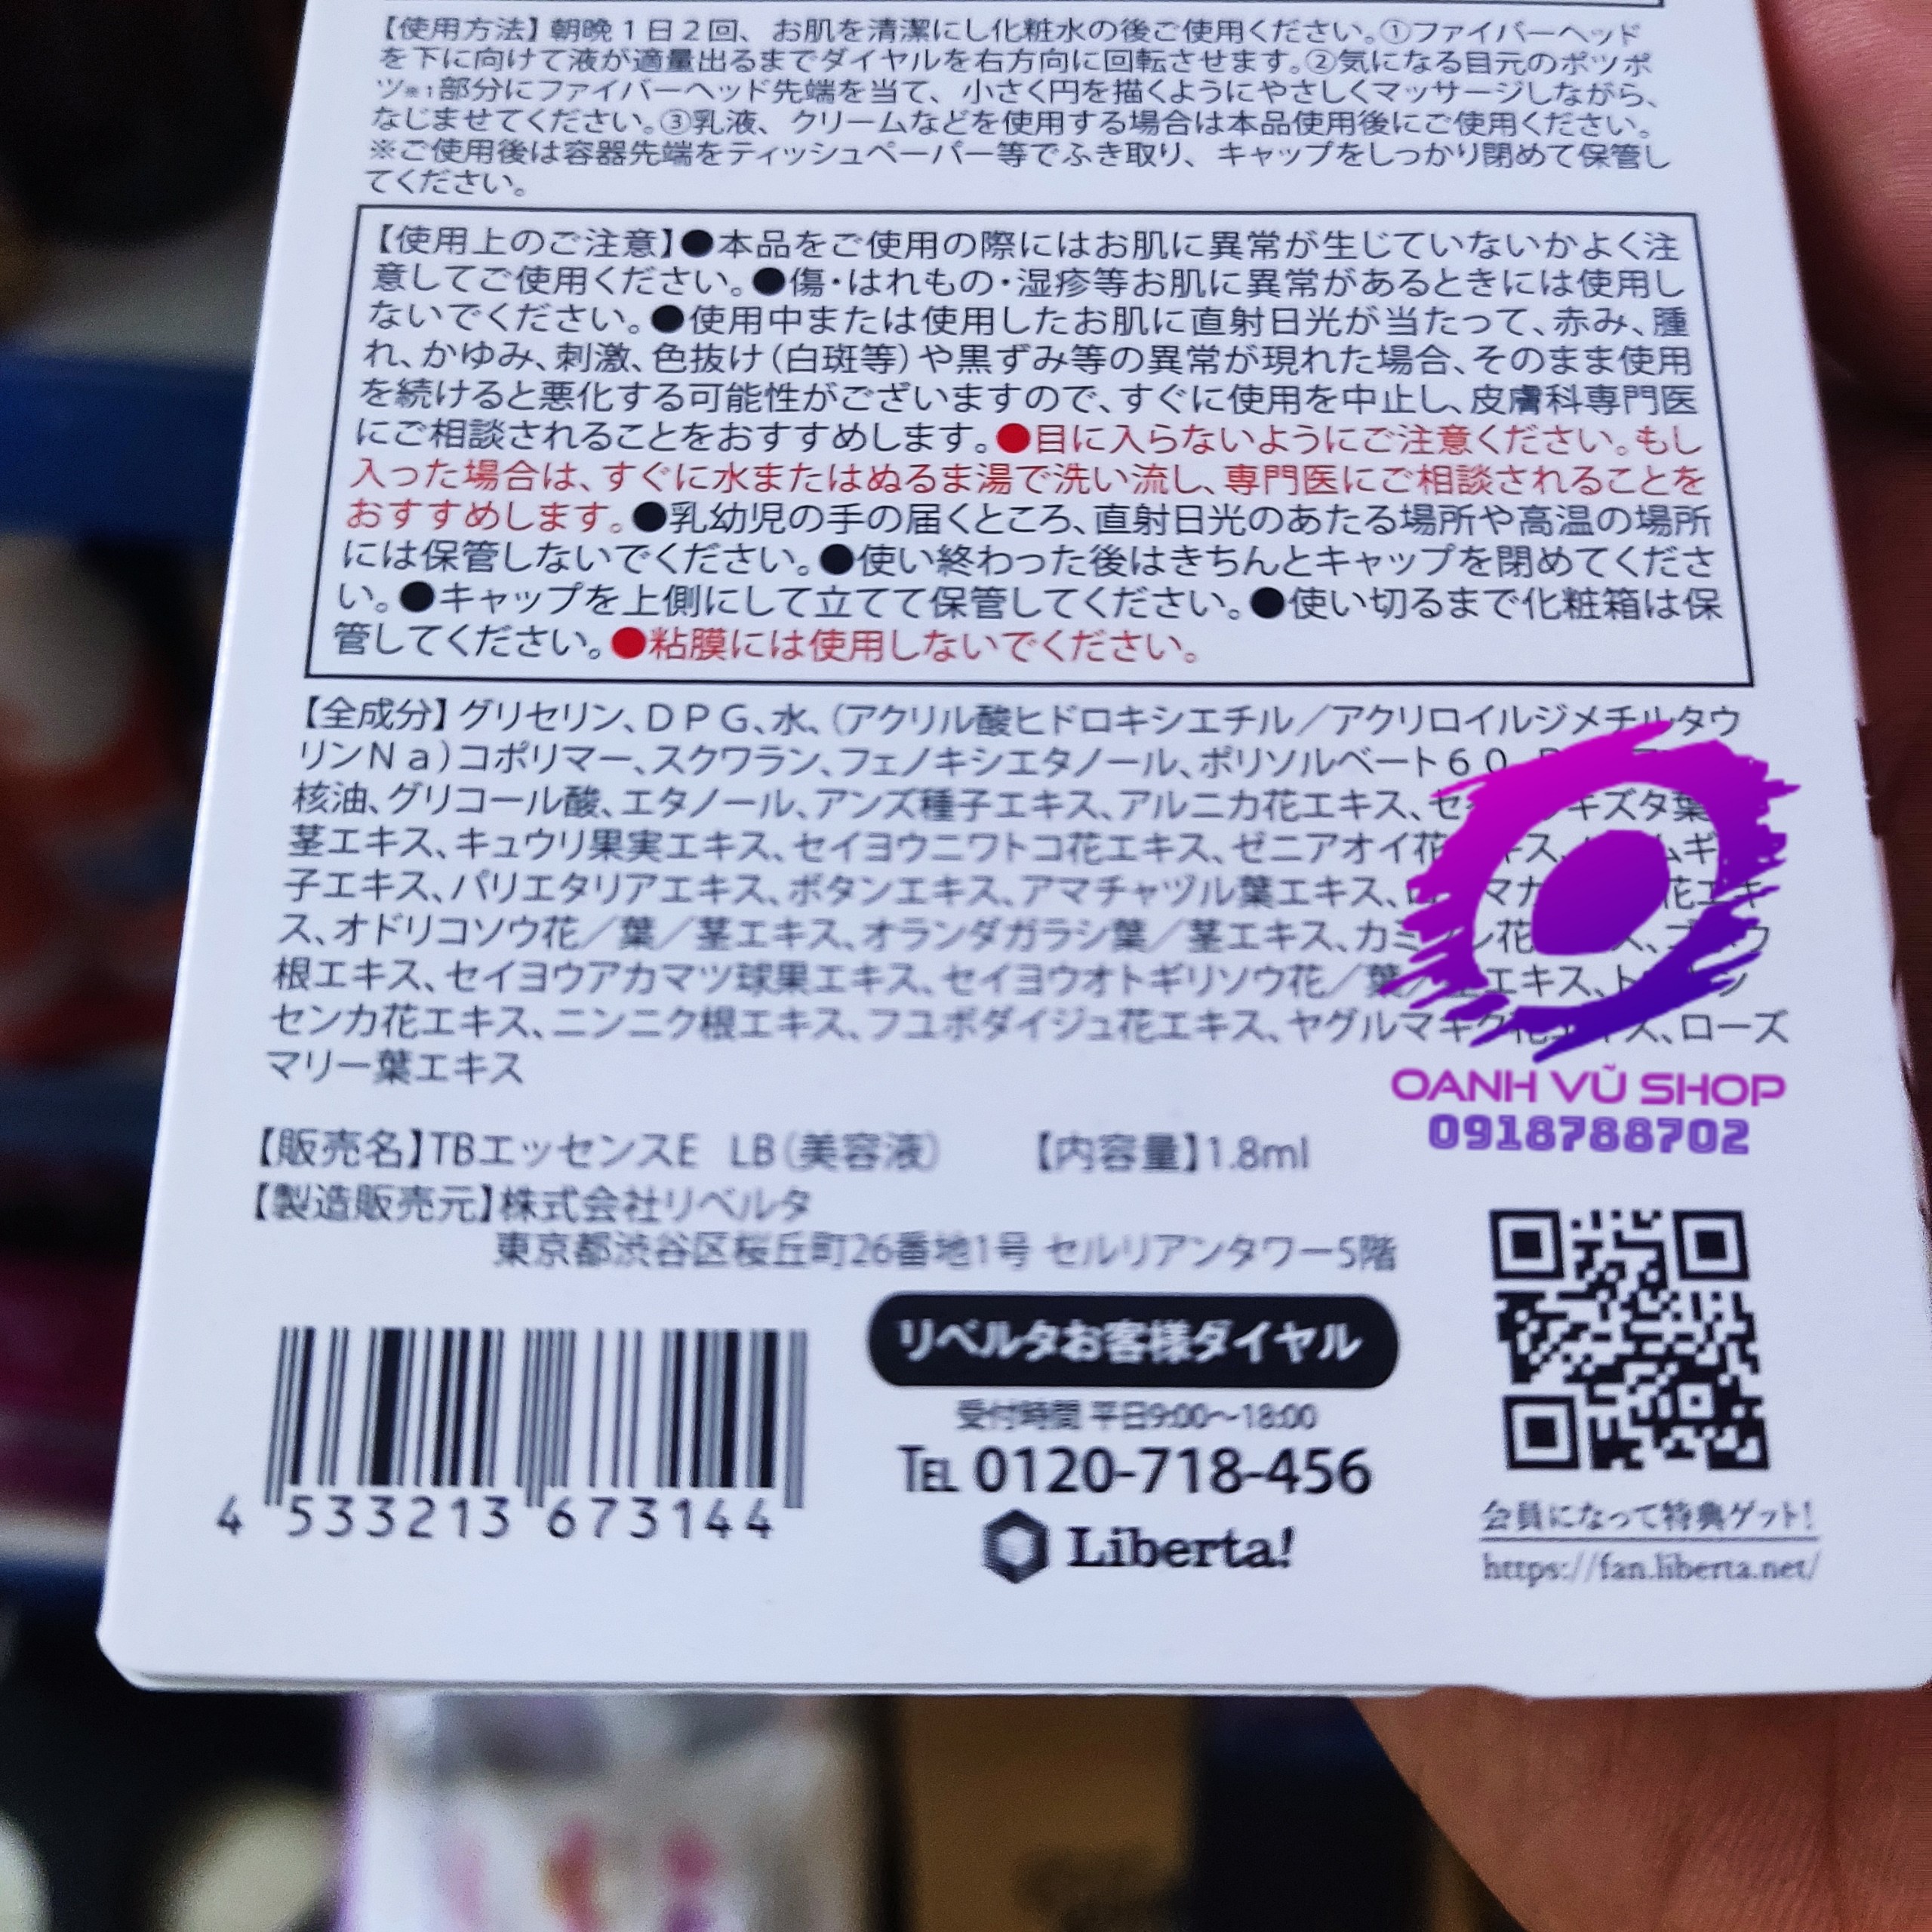 【使用方法】朝晩1日2回、お肌を清潔にし化粧水の後ご使用ください。①ファイバーヘッド
を下に向けて液が適量出るまでダイヤルを右方向に回転させます。②気になる目元のポツポ
ツ※1部分にファイバーヘッド先端を当て、小さく円を描くようにやさしくマッサージしながら、
なじませてください。③乳液、クリームなどを使用する場合は本品使用後にご使用ください。
※ご使用後は容器先端をティッシュペーパー等でふき取り、キャップをしっかり閉めて保管し
てください。
【使用上のご注意】●本品をご使用の際にはお肌に異常が生じていないかよく注
意してご使用ください。●傷・はれもの・湿疹等お肌に異常があるときには使用し
ないでください。●使用中または使用したお肌に直射日光が当たって、赤み、腫
れ、かゆみ、刺激、色抜け(白斑等)や黒ずみ等の異常が現れた場合、そのまま使用
を続けると悪化する可能性がございますので、すぐに使用を中止し、皮膚科専門医
にご相談されることをおすすめします。●目に入らないようにご注意ください。もし
入った場合は、すぐに水またはぬるま湯で洗い流し、専門医にご相談されることを
おすすめします。●乳幼児の手の届くところ、直射日光のあたる場所や高温の場所
には保管しないでください。●使い終わった後はきちんとキャップを閉めてくださ
い。●キャップを上側にして立てて保管してください。●使い切るまで化粧箱は保
管してください。●粘膜には使用しないでください。
【全成分】グリセリン、DPG、水、(アクリル酸ヒドロキシエチル/アクリロイルジメチルタウ
リンNa)コポリマー、スクワラン、フェノキシエタノール、ポリソルベート60
核油、グリコール酸、エタノール、アンズ種子エキス、アルニカ花エキス、セ キズタ葉
茎エキス、キュウリ果実エキス、セイヨウニワトコ花エキス、ゼニアオイ花 キス、 ムギ
子エキス、パリエタリアエキス、ボタンエキス、アマチャヅル葉エキス、 マカ 花エキ
ス、オドリコソウ花/葉/茎エキス、オランダガラシ葉/茎エキス、カミ レ花 ス、ゴ ウ
根エキス、セイヨウアカマツ球果エキス、セイヨウオトギリソウ花/葉/ エキス、ト ン
センカ花エキス、ニンニク根エキス、フユボダイジュ花エキス、ヤグルマギク花エキス、ローズ
マリー葉エキス
OANH VŨ SHOP
0918788702
【販売名】TBエッセンスE LB(美容液) 【内容量】1.8ml
【製造販売元】株式会社リベルタ
東京都渋谷区桜丘町26番地1号 セルリアンタワー5階
リベルタお客様ダイヤル
受付時間 平日9:00~18:00
TEL 0120-718-456
Liberta!
4 533213 673144
会員になって特典ゲット!
https://fan.liberta.net/